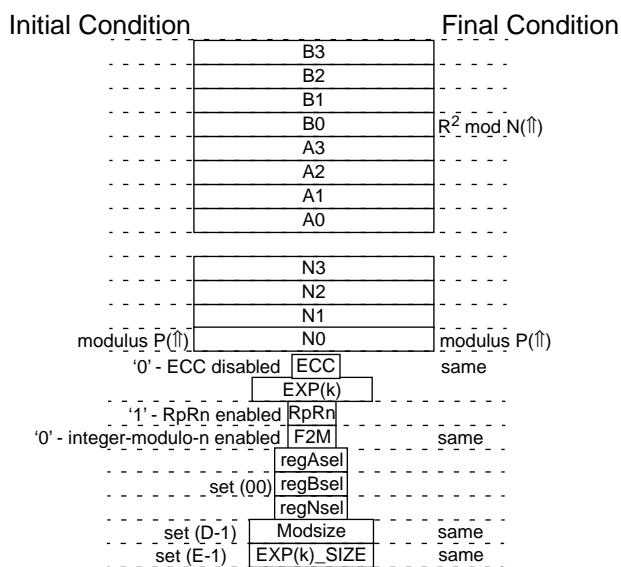 Initial Condition Final Condition
B3
B2
B1
B0 R2 mod N(⇑)
A3
A2
A1
A0
N3
N2
N1
modulus P(⇑) N0 modulus P(⇑)
‘0’ - ECC disabled ECC same
EXP(k)
‘1’ - RpRn enabled RpRn
‘0’ - integer-modulo-n enabled F2M same
regAsel
set (00) regBsel
regNsel
set (D-1) Modsize same
set (E-1) EXP(k)_SIZE same